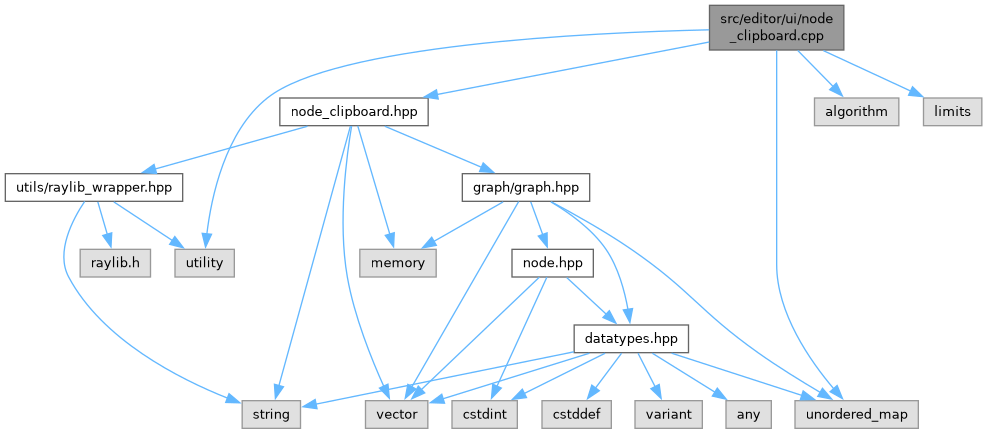 src/editor/ui/node
_clipboard.cpp
node_clipboard.hpp
algorithm
limits
utils/raylib_wrapper.hpp
graph/graph.hpp
raylib.h
utility
memory
node.hpp
datatypes.hpp
string
vector
cstdint
cstddef
variant
any
unordered_map